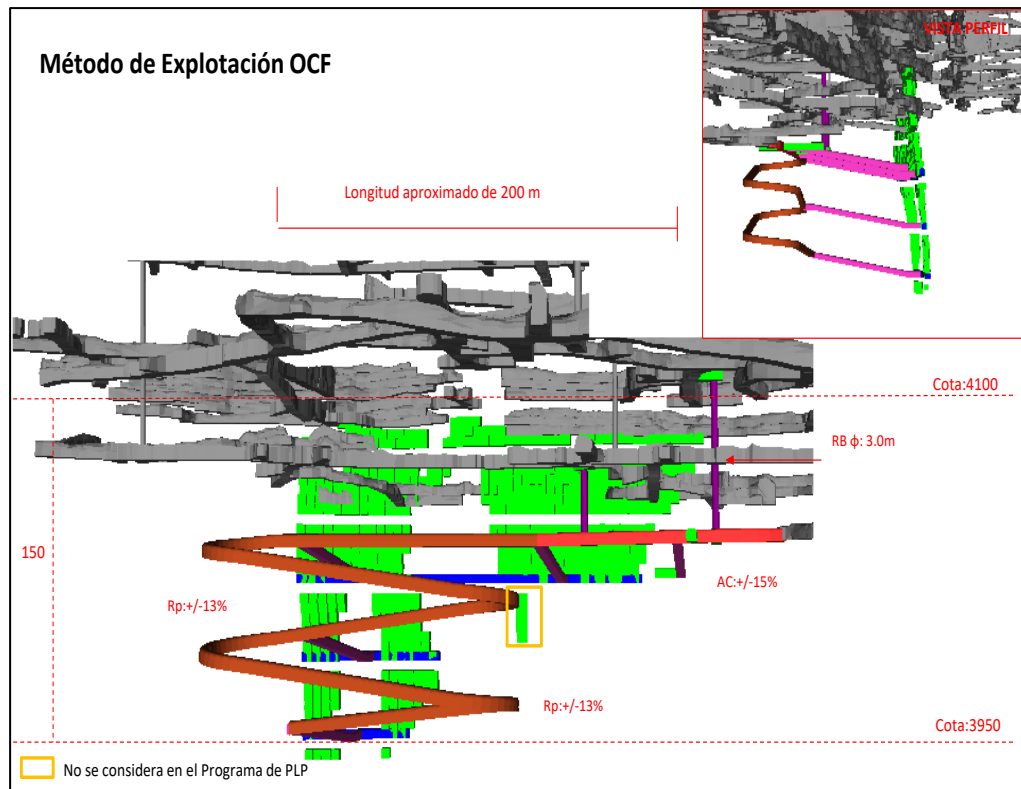 VISTA PERFIL
Método de Explotación OCF
Longitud aproximado de 200 m
Cota:4100
RB ф: 3.0m
150
AC:+/-15%
Rp:+/-13%
Rp:+/-13%
Cota:3950
No se considera en el Programa de PLP